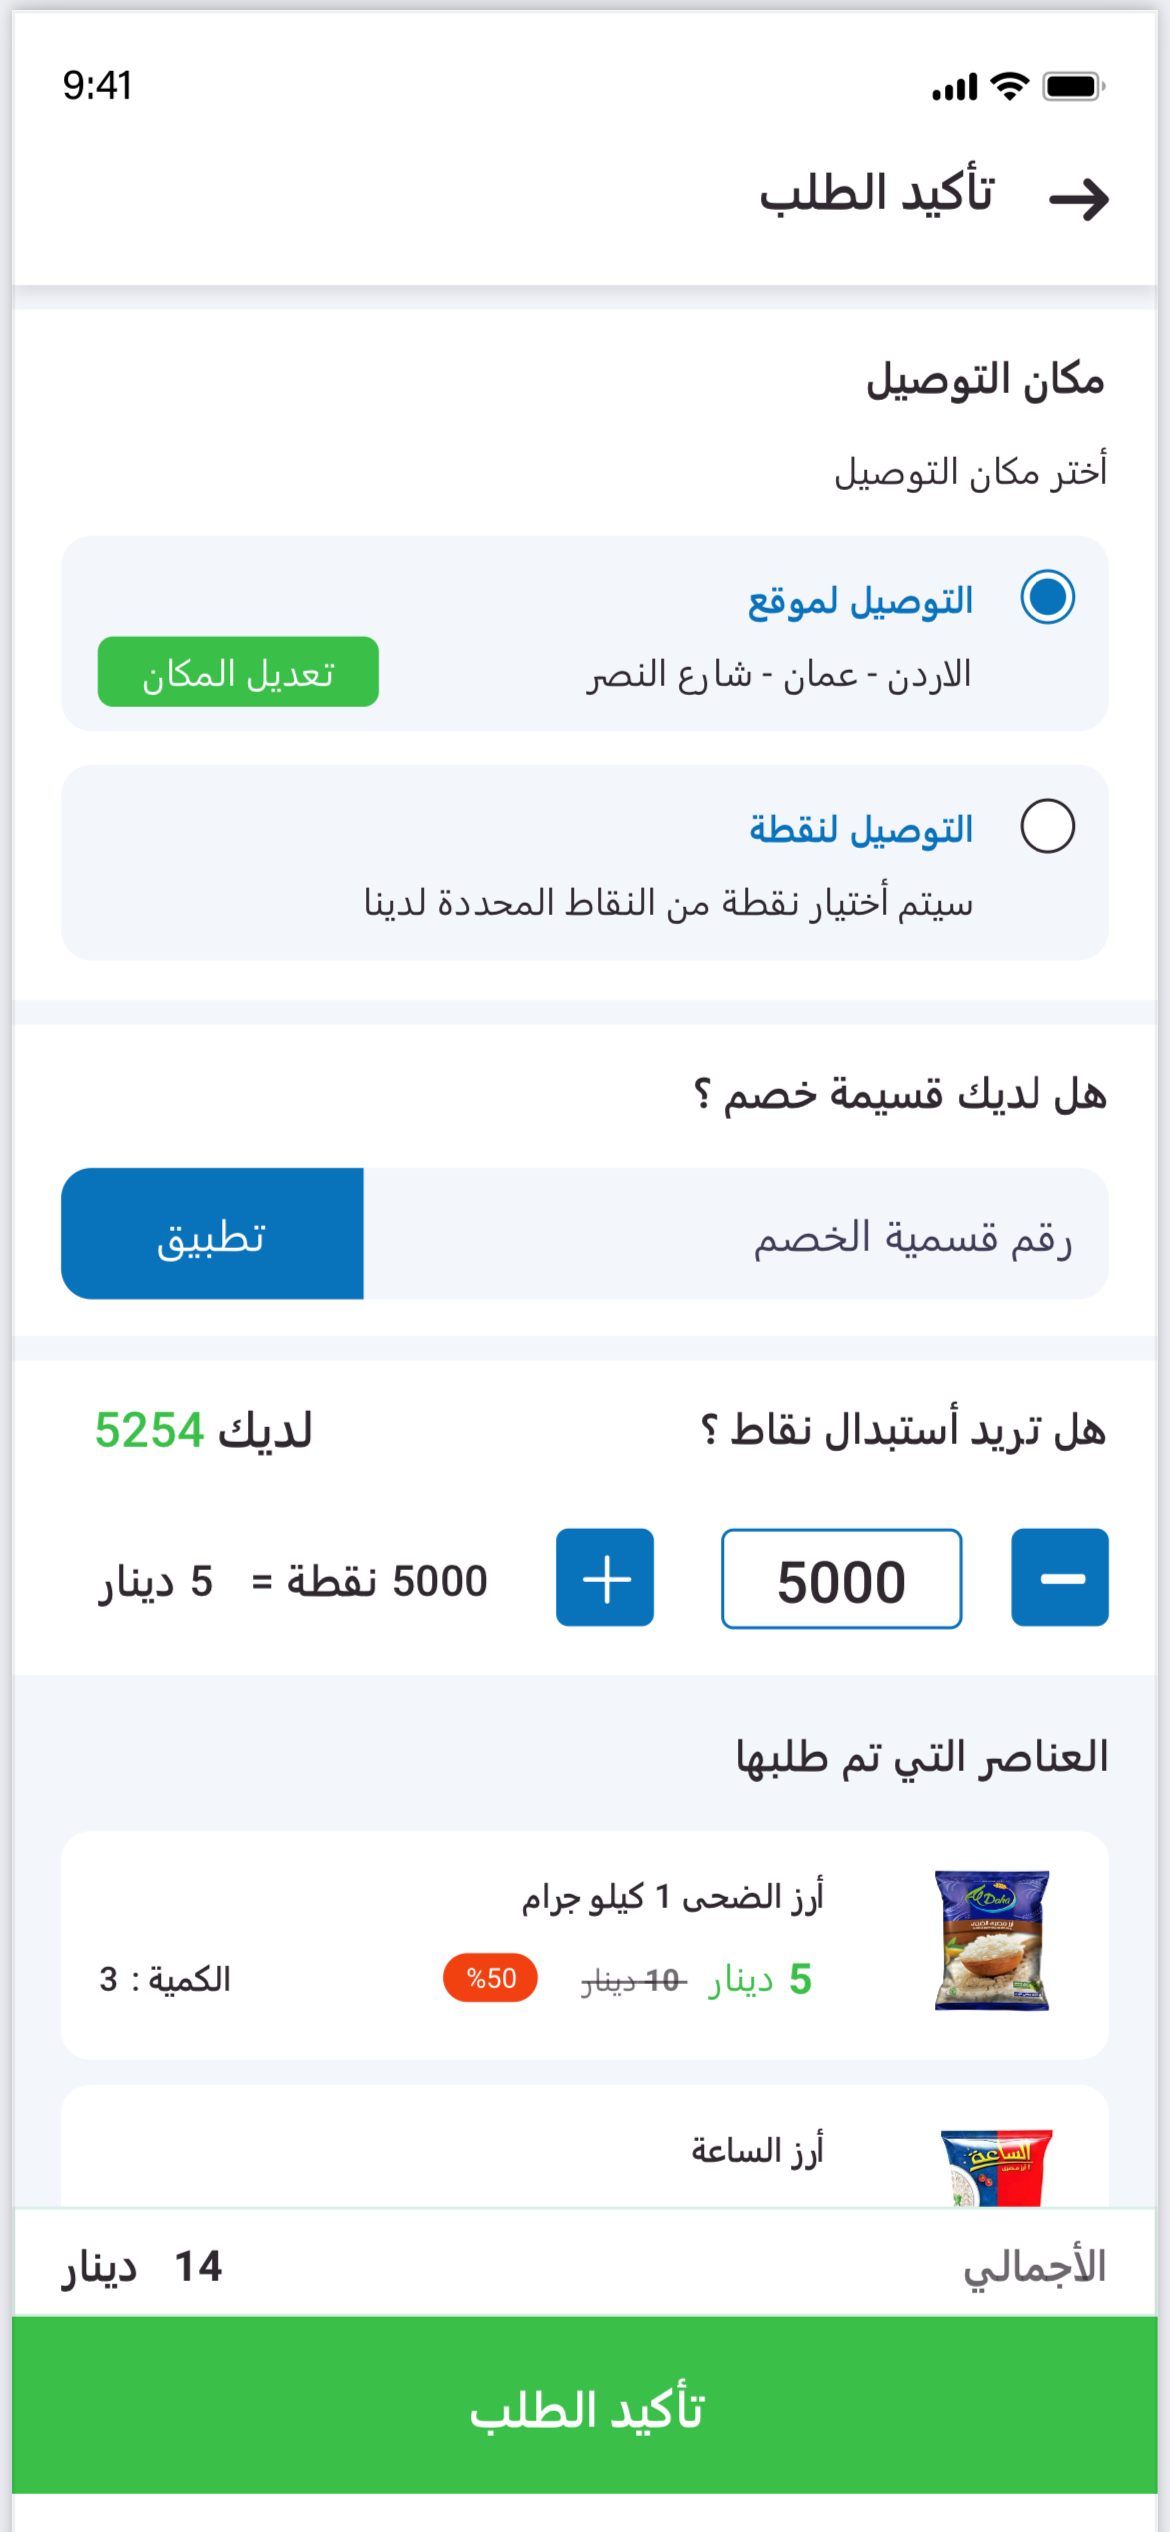 9:41
تأكيد الطلب
مكان التوصيل
أختر مكان التوصيل
التوصيل لموقع
الاردن - عمان - شارع النصر
تعديل المكان
التوصيل لنقطة
سيتم أختيار نقطة من النقاط المحددة لدينا
هل لديك قسيمة خصم ؟
رقم قسمية الخصم
تطبيق
هل تريد أستبدال نقاط ؟
لديك 5254
5000
5000 نقطة = 5 دينار
العناصر التي تم طلبها
أرز الضحى 1 كيلو جرام
5 دينار 10 دينار %50
الكمية : 3
Doha
أرز الساعة
الساعة
الأجمالي
14 دينار
تأكيد الطلب